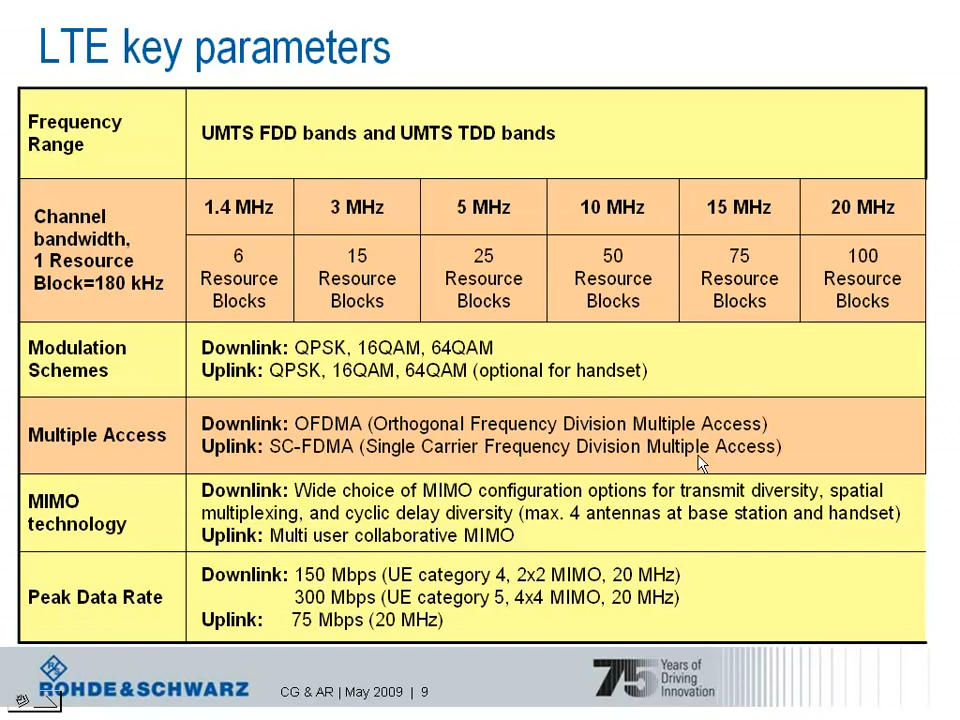 LTE key parameters
Frequency
Range
UMTS FDD bands and UMTS TDD bands
Channel
bandwidth,
1 Resource
Block=180 kHz
1.4 MHz
3 MHz
5 MHz
10 MHz
15 MHz
20 MHz
6
Resource
Blocks
15
Resource
Blocks
25
Resource
Blocks
50
Resource
Blocks
75
Resource
Blocks
100
Resource
Blocks
Modulation
Schemes
Downlink: QPSK, 16QAM, 64QAM
Uplink: QPSK, 16QAM, 64QAM (optional for handset)
Multiple Access
Downlink: OFDMA (Orthogonal Frequency Division Multiple Access)
Uplink: SC-FDMA (Single Carrier Frequency Division Multiple Access)
MIMO
technology
Downlink: Wide choice of MIMO configuration options for transmit diversity, spatial
multiplexing, and cyclic delay diversity (max. 4 antennas at base station and handset)
Uplink: Multi user collaborative MIMO
Peak Data Rate
Downlink: 150 Mbps (UE category 4, 2x2 MIMO, 20 MHz)
300 Mbps (UE category 5, 4x4 MIMO, 20 MHz)
Uplink: 75 Mbps (20 MHz)
ROHDE&SCHWARZ
CG & AR | May 2009 | 9
75 Years of
Driving
Innovation